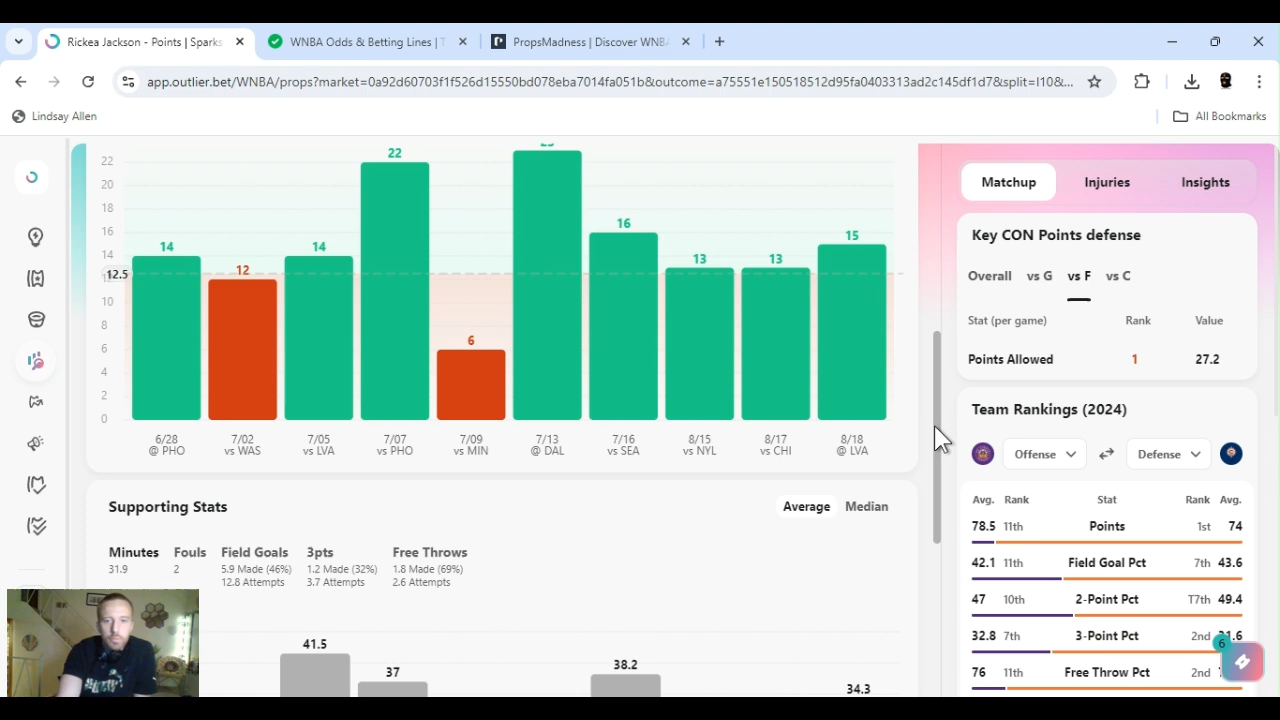 Rickea Jackson - Points | Sparks
WNBA Odds & Betting Lines | T
PropsMadness | Discover WNB
app.outlier.bet/WNBA/props?market=0a92d60703f1f526d15550bd078eba7014fa051b&outcome=a75551e150518512d95fa0403313ad2c145df1d7&split=l10&...
Lindsay Allen
All Bookmarks
22
20
18
16
14
12.5
10
8
6
4
2
0
14
12
14
22
6
16
13
13
15
6/28 7/02 7/05 7/07 7/09 7/13 7/16 8/15 8/17 8/18
@ PHO vs WAS vs LVA vs PHO vs MIN @ DAL vs SEA vs NYL vs CHI @ LVA
Supporting Stats
Average Median
Minutes Fouls Field Goals 3pts Free Throws
31.9 2 5.9 Made (46%) 1.2 Made (32%) 1.8 Made (69%)
12.8 Attempts 3.7 Attempts 2.6 Attempts
41.5
37
38.2
34.3
Matchup Injuries Insights
Key CON Points defense
Overall vs G vs F vs C
Stat (per game) Rank Value
Points Allowed 1 27.2
Team Rankings (2024)
Offense Defense
Avg. Rank Stat Rank Avg.
78.5 11th Points 1st 74
42.1 11th Field Goal Pct 7th 43.6
47 10th 2-Point Pct T7th 49.4
32.8 7th 3-Point Pct 2nd
76 11th Free Throw Pct 2nd
6